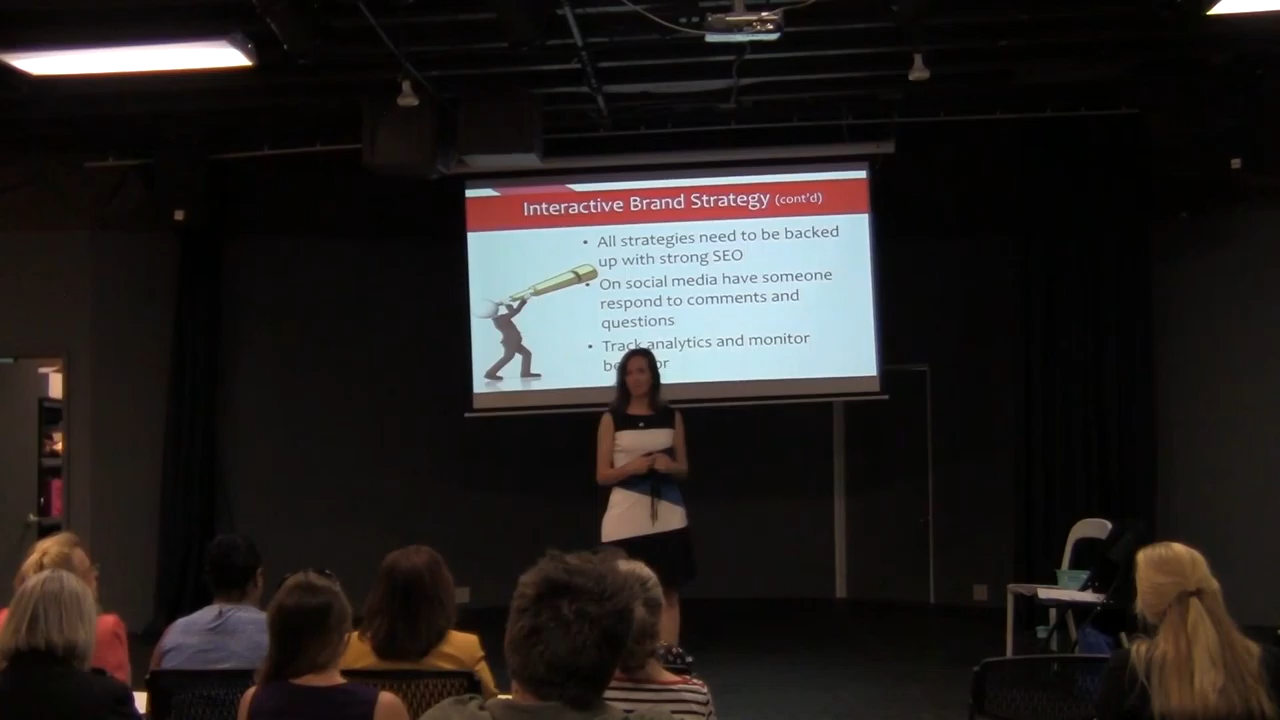 Interactive Brand Strategy (cont'd)
• All strategies need to be backed
up with strong SEO
• On social media have someone
respond to comments and
questions
• Track analytics and monitor